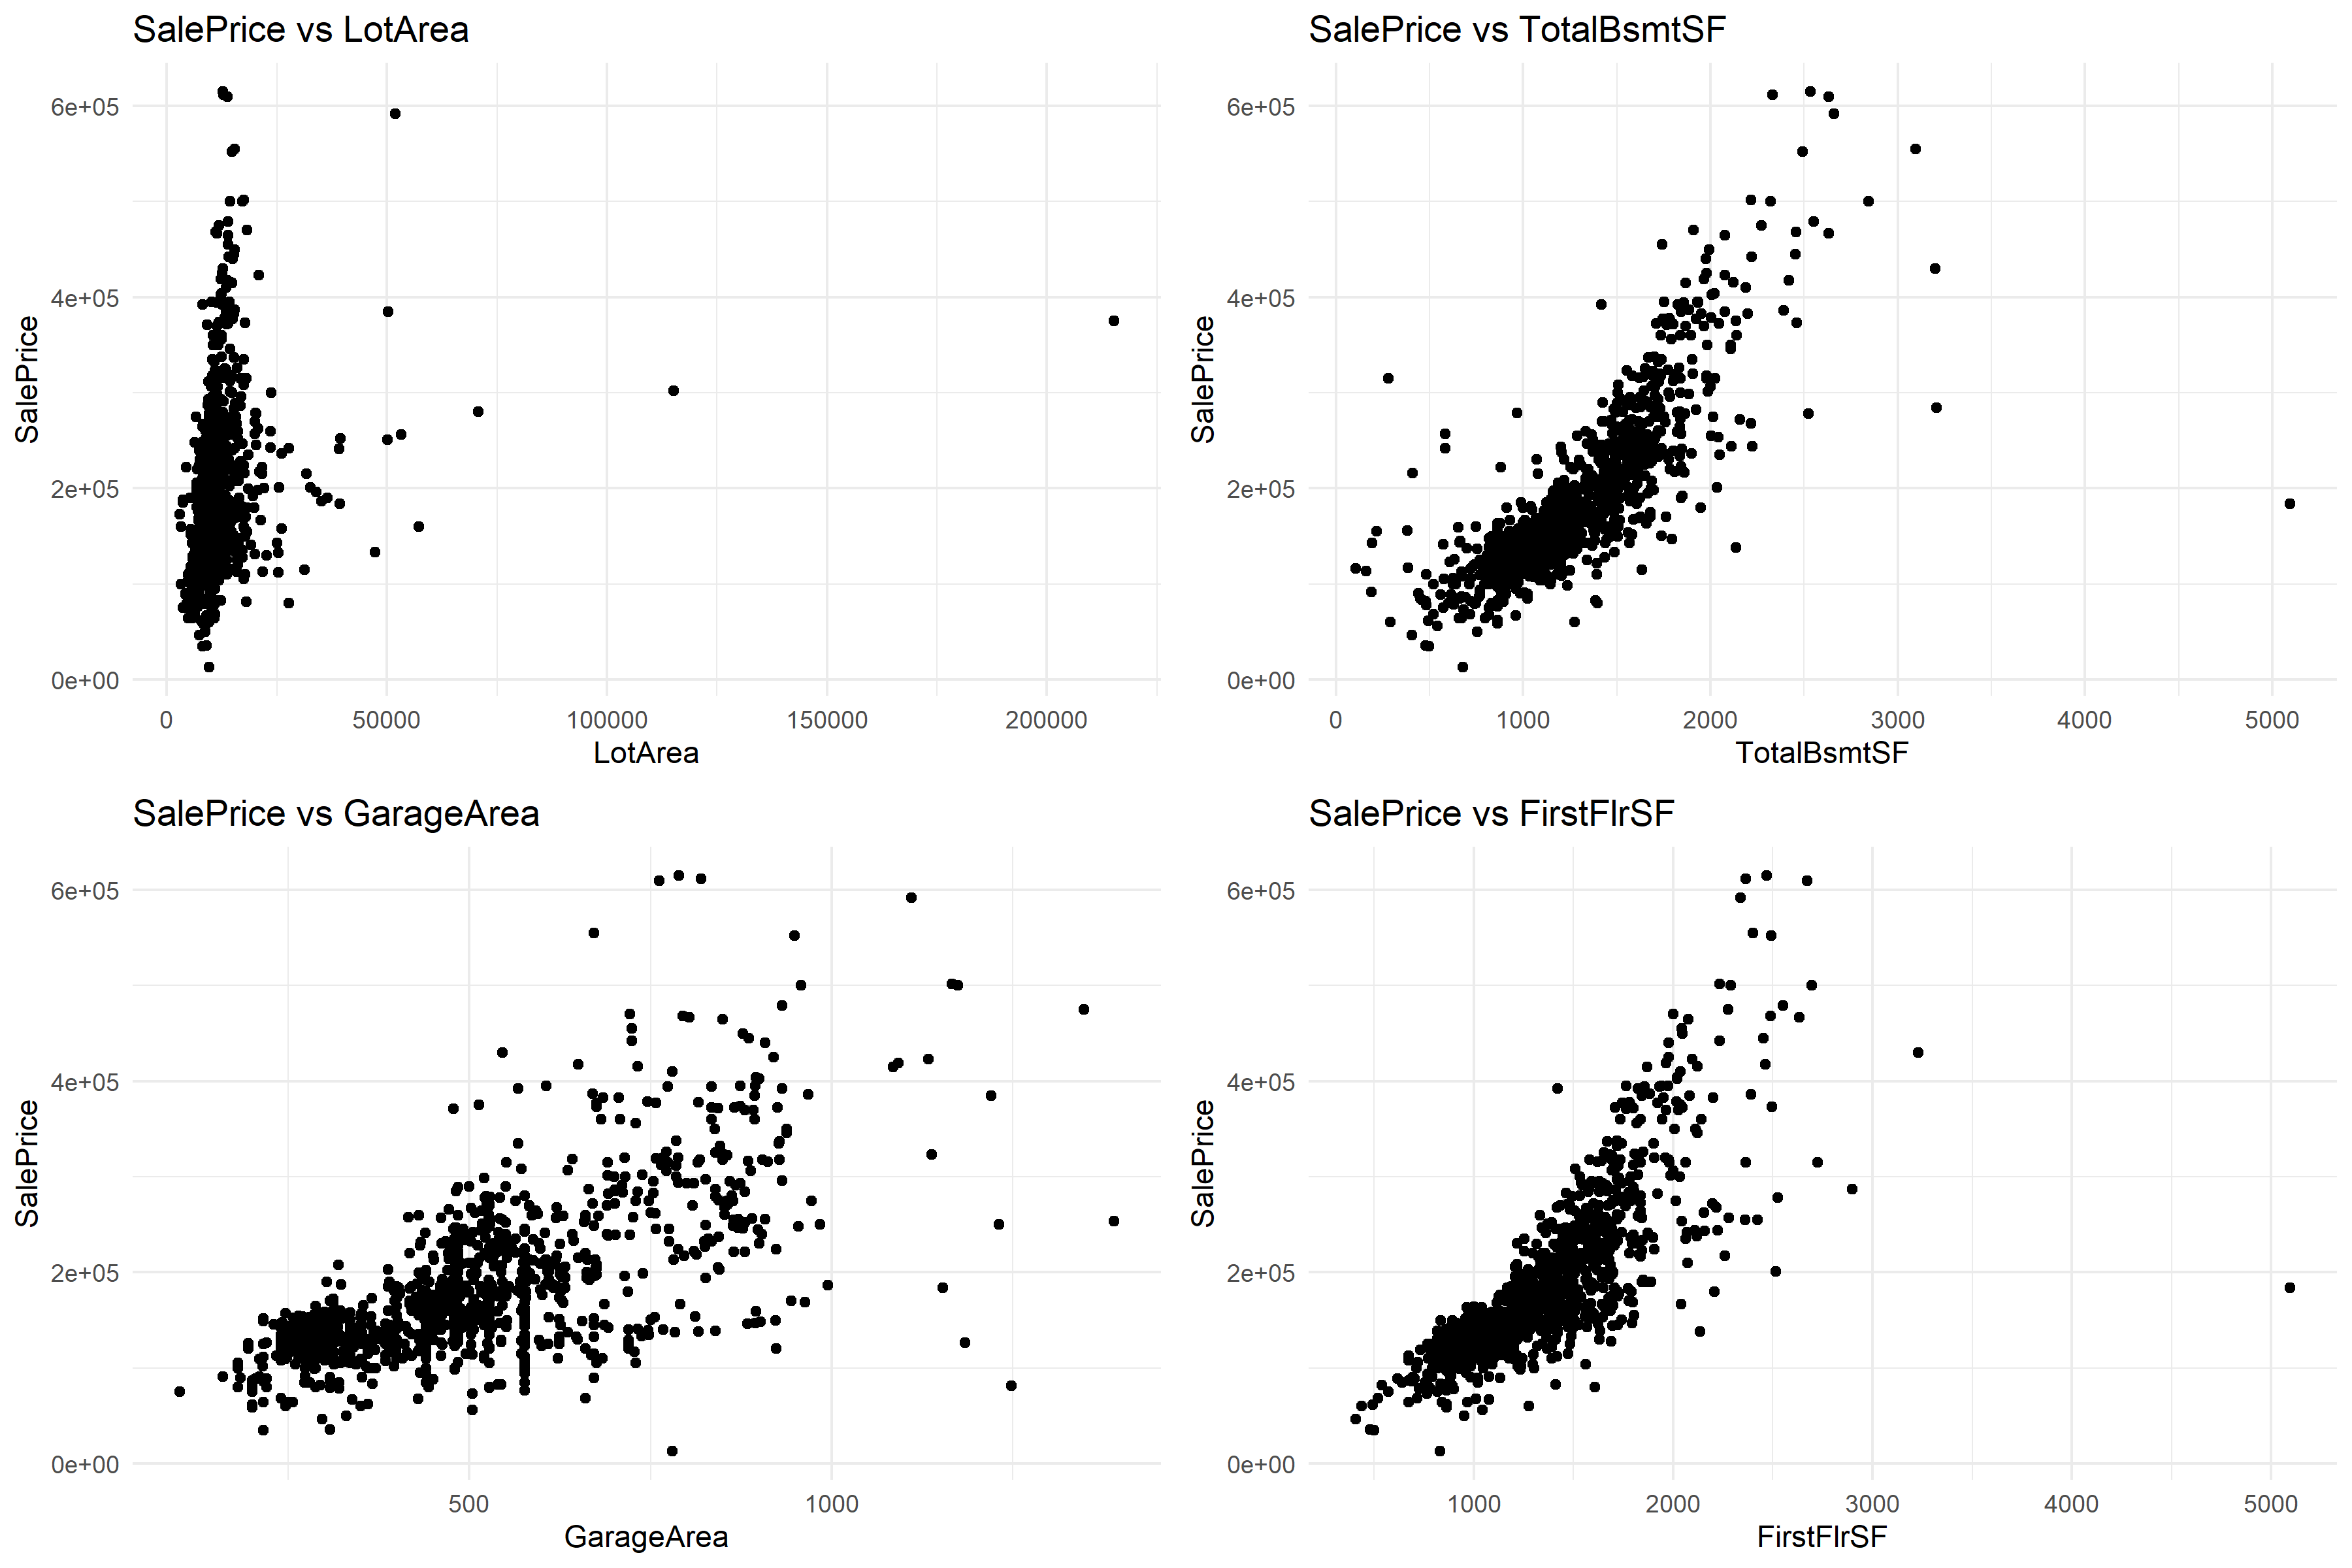 SalePrice vs LotArea
SalePrice
6e+05
4e+05
2e+05
0e+00
0 50000 100000 150000 200000
LotArea
SalePrice vs TotalBsmtSF
SalePrice
6e+05
4e+05
2e+05
0e+00
0 1000 2000 3000 4000 5000
TotalBsmtSF
SalePrice vs GarageArea
SalePrice
6e+05
4e+05
2e+05
0e+00
500 1000
GarageArea
SalePrice vs FirstFlrSF
SalePrice
6e+05
4e+05
2e+05
0e+00
1000 2000 3000 4000 5000
FirstFlrSF